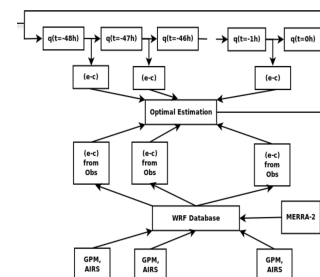 q(t=-48h) q(t=-47h) q(t=-46h) q(t=-1h) q(t=0h)
(e-c) (e-c) (e-c)
Optimal Estimation
(e-c) (e-c) (e-c)
from from from
Obs Obs Obs
WRF Database MERRA-2
GPM, GPM, GPM,
AIRS AIRS AIRS